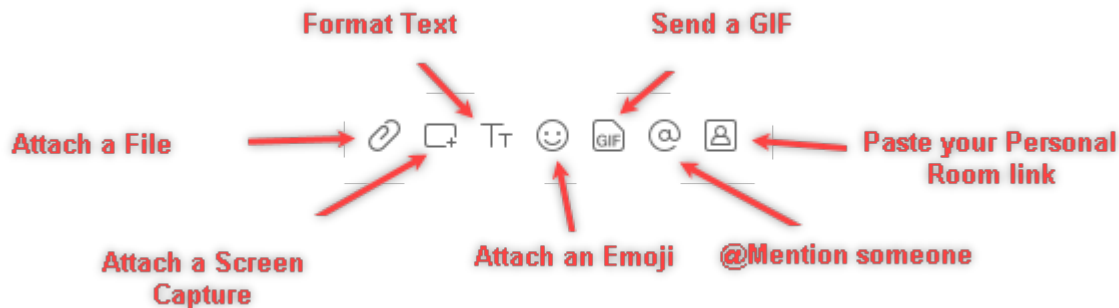 Format Text
Send a GIF
Attach a File
TT
GIF
@
Paste your Personal
Room link
Attach a Screen
Capture
Attach an Emoji
@Mention someone